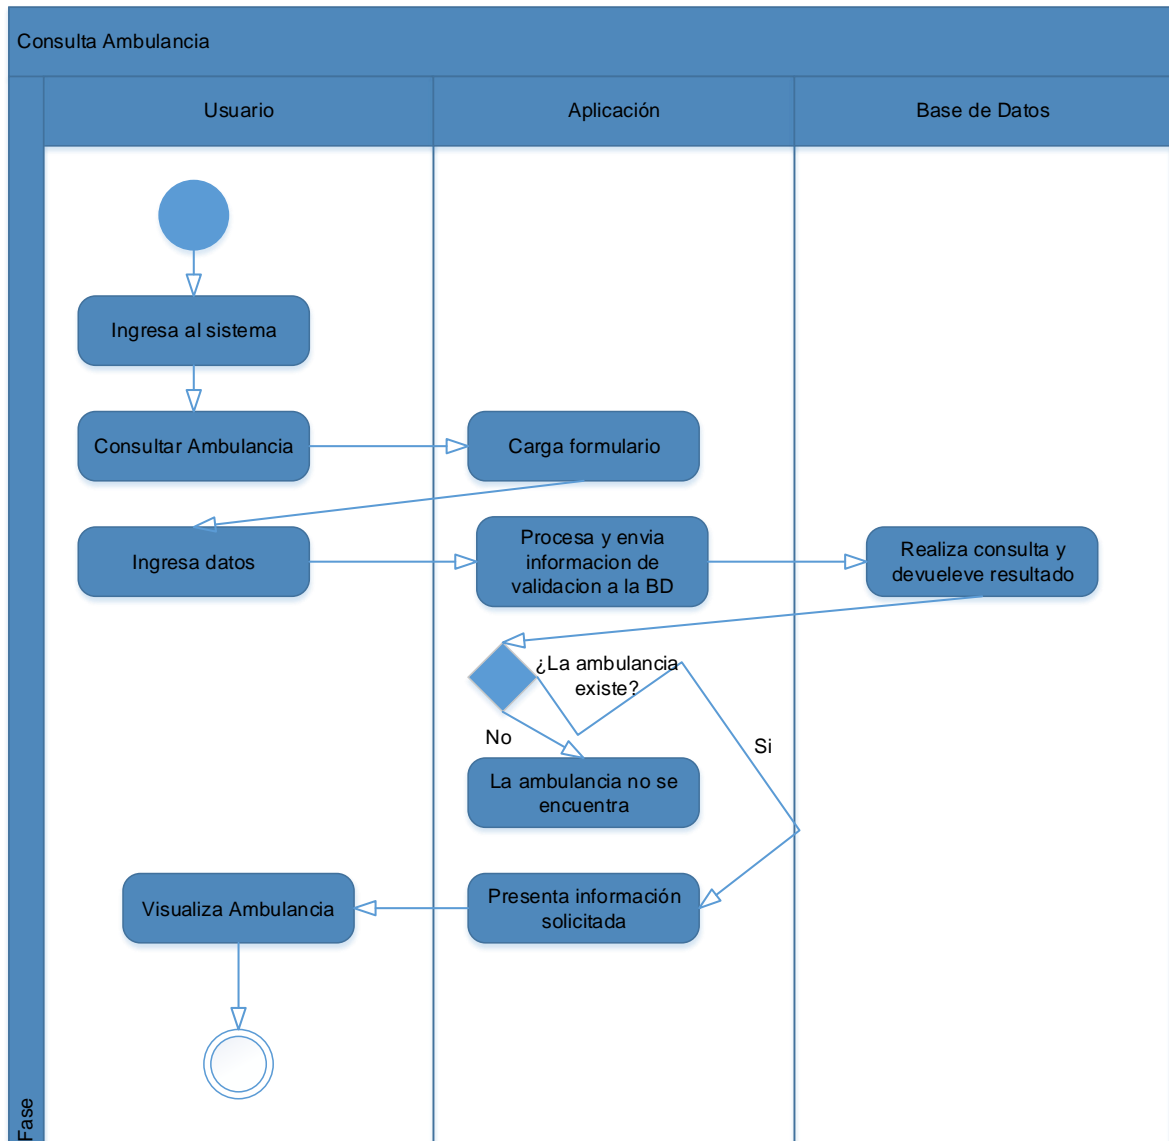 Consulta Ambulancia
Usuario
Aplicación
Base de Datos
Ingresa al sistema
Consultar Ambulancia
Carga formulario
Ingresa datos
Procesa y envia
informacion de
validacion a la BD
Realiza consulta y
devueleve resultado
¿La ambulancia
existe?
No
Si
La ambulancia no se
encuentra
Visualiza Ambulancia
Presenta información
solicitada
Fase